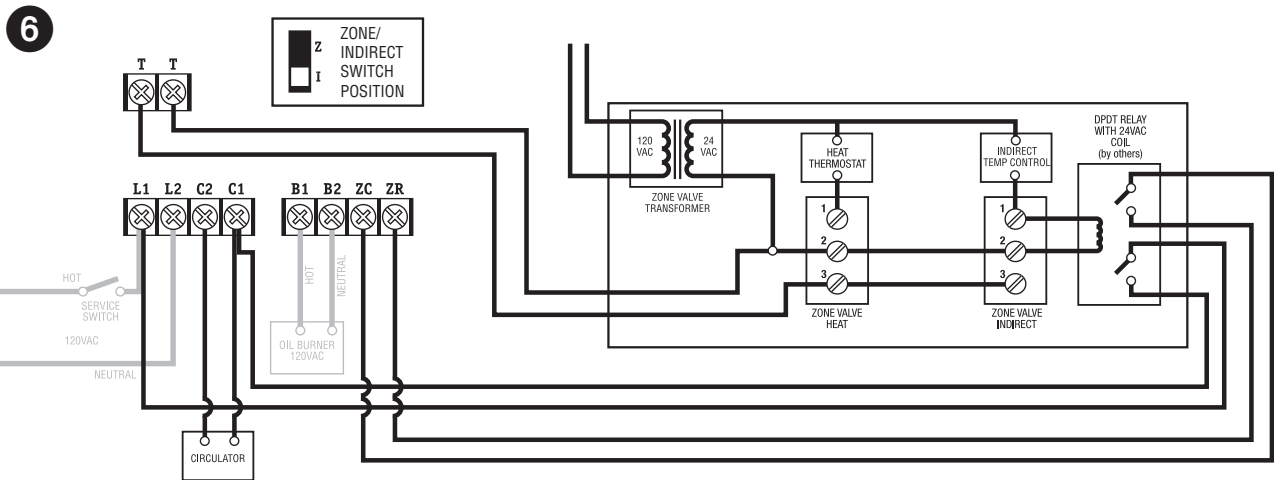 6
ZONE/
Z
INDIRECT
I
SWITCH
POSITION
T T
L1 L2 C2 C1
B1 B2 ZC ZR
HOT
SERVICE
SWITCH
120VAC
NEUTRAL
HOT
NEUTRAL
OIL BURNER
120VAC
CIRCULATOR
120
VAC
24
VAC
ZONE VALVE
TRANSFORMER
HEAT
THERMOSTAT
INDIRECT
TEMP CONTROL
DPDT RELAY
WITH 24VAC
COIL
(by others)
1
2
3
ZONE VALVE
HEAT
1
2
3
ZONE VALVE
INDIRECT